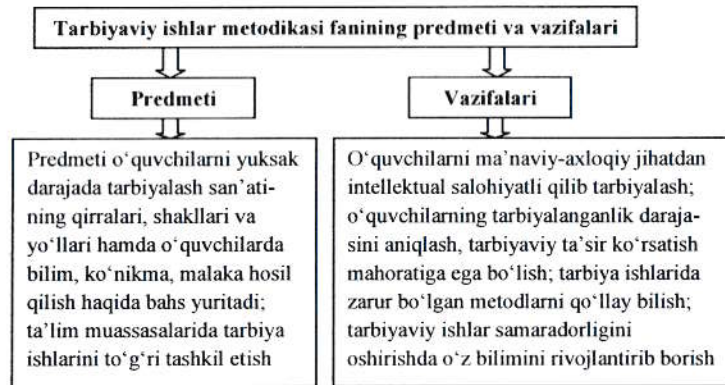 Tarbiyaviy ishlar metodikasi fanining predmeti va vazifalari
Predmeti
Predmeti o‘quvchilarni yuksak
darajada tarbiyalash san’ati-
ning qirralari, shakllari va
yo‘llari hamda o‘quvchilarda
bilim, ko‘nikma, malaka hosil
qilish haqida bahs yuritadi;
ta’lim muassasalarida tarbiya
ishlarini to‘g‘ri tashkil etish
Vazifalari
O‘quvchilarni ma’naviy-axloqiy jihatdan
intellektual salohiyatli qilib tarbiyalash;
o‘quvchilarning tarbiyalanganlik daraja-
sini aniqlash, tarbiyaviy ta’sir ko‘rsatish
mahoratiga ega bo‘lish; tarbiya ishlarida
zarur bo‘lgan metodlarni qo‘llay bilish;
tarbiyaviy ishlar samaradorligini
oshirishda o‘z bilimini rivojlantirib borish